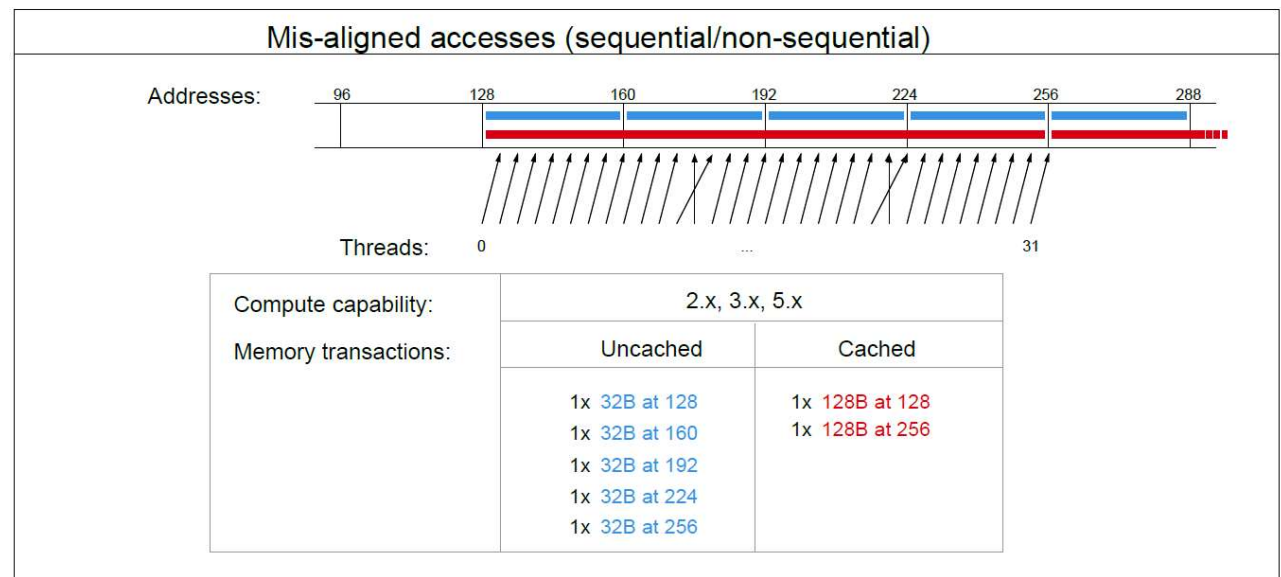 Mis-aligned accesses (sequential/non-sequential)
Addresses: 96 128 160 192 224 256 288
Threads: 0 ... 31
Compute capability: 2.x, 3.x, 5.x
Memory transactions: Uncached Cached
1x 32B at 128 1x 128B at 128
1x 32B at 160 1x 128B at 256
1x 32B at 192
1x 32B at 224
1x 32B at 256